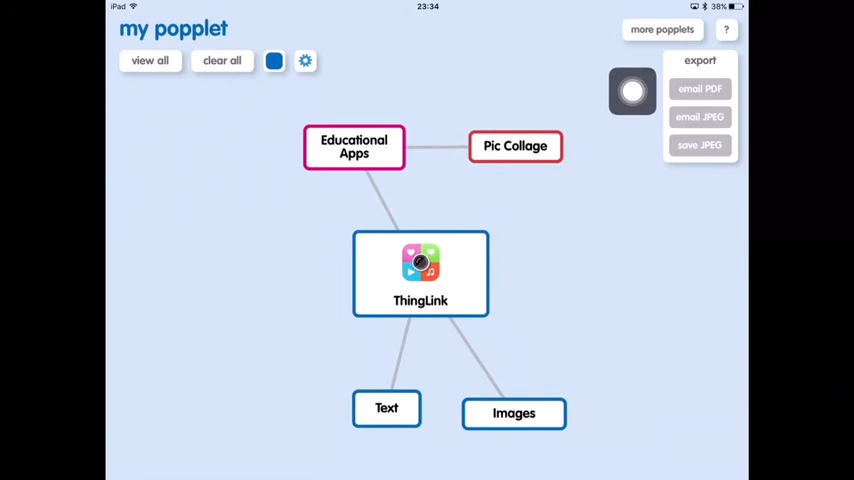 iPad
23:34
38%
my popplet
more popplets
?
view all
clear all
export
email PDF
email JPEG
save JPEG
Educational
Apps
Pic Collage
ThingLink
Text
Images